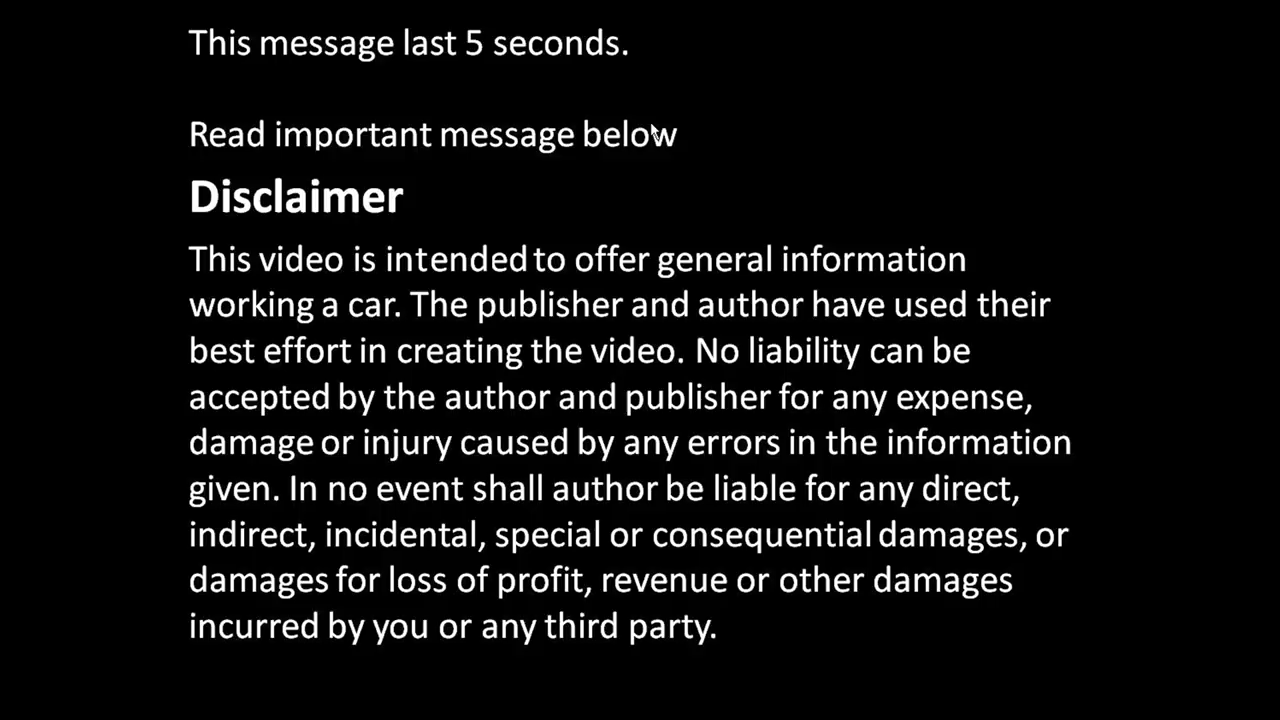 This message last 5 seconds.
Read important message below
Disclaimer
This video is intended to offer general information
working a car. The publisher and author have used their
best effort in creating the video. No liability can be
accepted by the author and publisher for any expense,
damage or injury caused by any errors in the information
given. In no event shall author be liable for any direct,
indirect, incidental, special or consequential damages, or
damages for loss of profit, revenue or other damages
incurred by you or any third party.